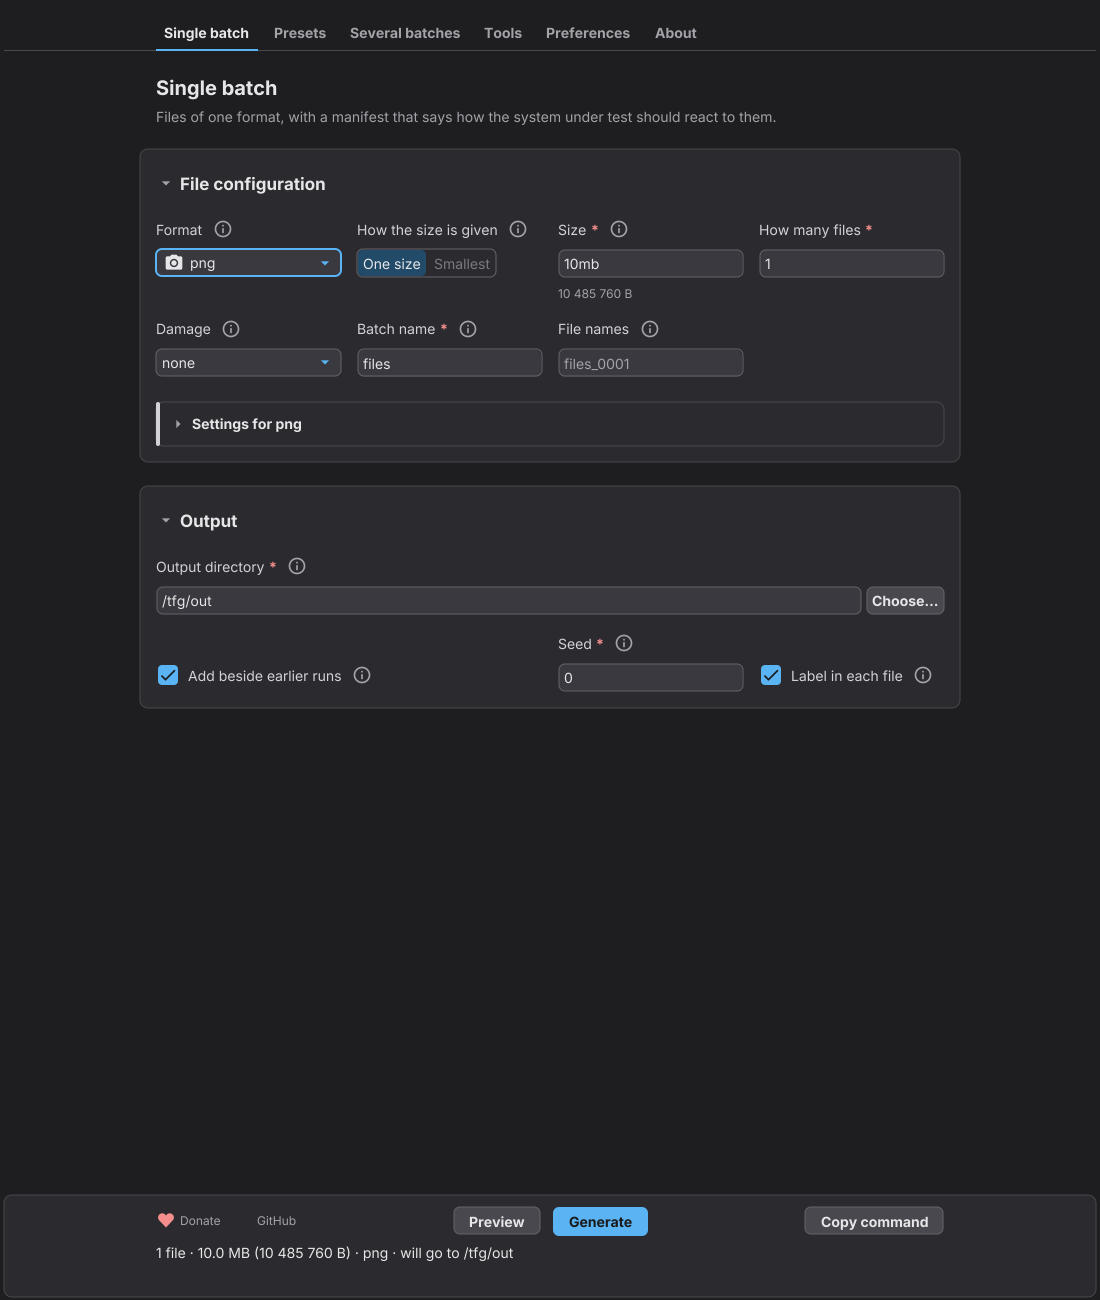 Single batch Presets Several batches Tools Preferences About
Single batch
Files of one format, with a manifest that says how the system under test should react to them.
File configuration
Format How the size is given Size * How many files *
png One size Smallest 10mb 1
10 485 760 B
Damage Batch name * File names
none files files_0001
Settings for png
Output
Output directory *
/tfg/out Choose...
Seed *
Add beside earlier runs 0 Label in each file
Donate GitHub Preview Generate Copy command
1 file · 10.0 MB (10 485 760 B) · png · will go to /tfg/out